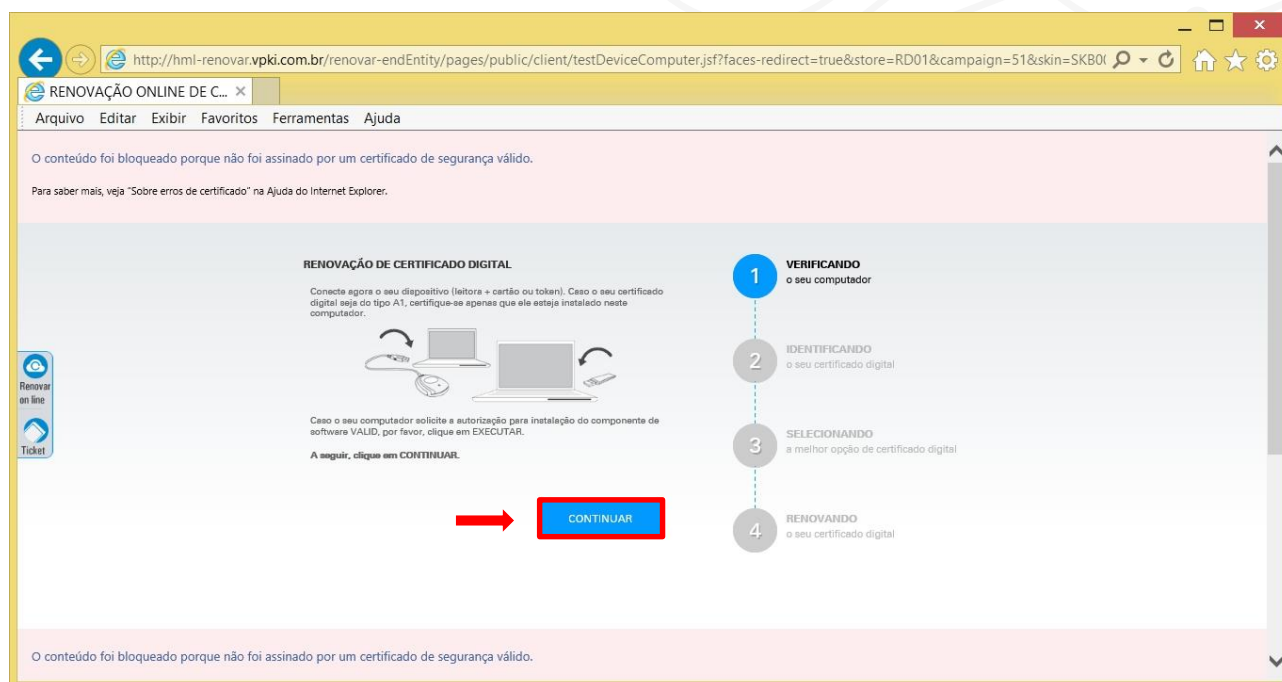 http://hml-renovar.vpki.com.br/renovar-endEntity/pages/public/client/testDeviceComputer.jsf?faces-redirect=true&store=RD01&campaign=51&skin=SKB0
RENOVAÇÃO ONLINE DE C...
Arquivo Editar Exibir Favoritos Ferramentas Ajuda
O conteúdo foi bloqueado porque não foi assinado por um certificado de segurança válido.
Para saber mais, veja "Sobre erros de certificado" na Ajuda do Internet Explorer.
RENOVAÇÃO DE CERTIFICADO DIGITAL
Conecte agora o seu dispositivo (leitora + cartão ou token). Caso o seu certificado
digital seja do tipo A1, certifique-se apenas que ele esteja instalado neste
computador.
Caso o seu computador solicite a autorização para instalação do componente de
software VALID, por favor, clique em EXECUTAR.
A seguir, clique em CONTINUAR.
CONTINUAR
1
VERIFICANDO
o seu computador
2
IDENTIFICANDO
o seu certificado digital
3
SELECIONANDO
a melhor opção de certificado digital
4
RENOVANDO
o seu certificado digital
Renovar
on line
Ticket
O conteúdo foi bloqueado porque não foi assinado por um certificado de segurança válido.